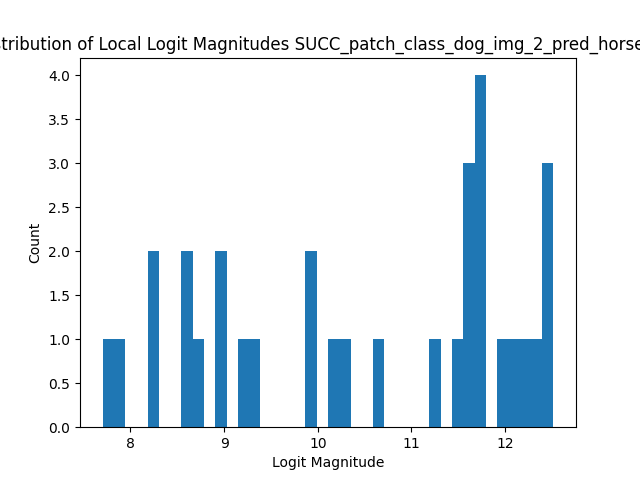 tribution of Local Logit Magnitudes SUCC_patch_class_dog_img_2_pred_horse
4.0
3.5
3.0
2.5
2.0
1.5
1.0
0.5
0.0
Count
8 9 10 11 12
Logit Magnitude